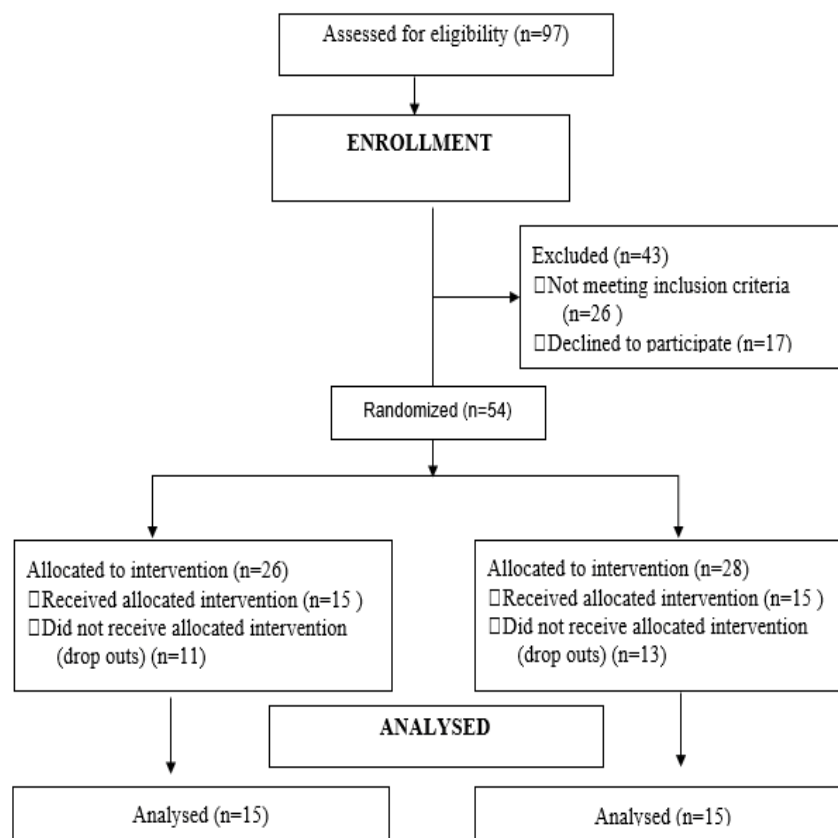 Assessed for eligibility (n=97)
ENROLLMENT
Excluded (n=43)
□Not meeting inclusion criteria
(n=26 )
□Declined to participate (n=17)
Randomized (n=54)
Allocated to intervention (n=26)
□Received allocated intervention (n=15 )
□Did not receive allocated intervention
(drop outs) (n=11)
Allocated to intervention (n=28)
□Received allocated intervention (n=15 )
□Did not receive allocated intervention
(drop outs) (n=13)
ANALYSED
Analysed (n=15)
Analysed (n=15)